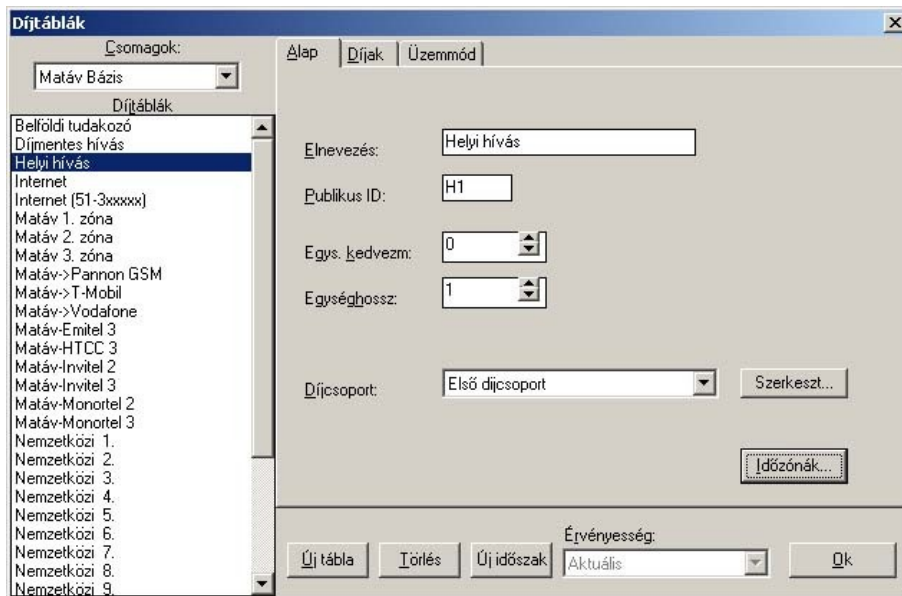 Díjtáblák
Csomagok:
Matáv Bázis
Díjtáblák
Belföldi tudakozó
Díjmentes hívás
Helyi hívás
Internet
Internet (51-3xxxxx)
Matáv 1. zóna
Matáv 2. zóna
Matáv 3. zóna
Matáv->Pannon GSM
Matáv->T-Mobil
Matáv->Vodafone
Matáv-Emitel 3
Matáv-HTCC 3
Matáv-Invitel 2
Matáv-Invitel 3
Matáv-Monortel 2
Matáv-Monortel 3
Nemzetközi 1.
Nemzetközi 2.
Nemzetközi 3.
Nemzetközi 4.
Nemzetközi 5.
Nemzetközi 6.
Nemzetközi 7.
Nemzetközi 8.
Nemzetközi 9.
Alap Díjak Üzemmód
Elnevezés: Helyi hívás
Publikus ID: H1
Egys. kedvezm: 0
Egységhossz: 1
Díjcsoport: Első dijcsoport Szerkeszt...
Időzónák...
Érvényesség:
Új tábla Törlés Új időszak Aktuális Ok